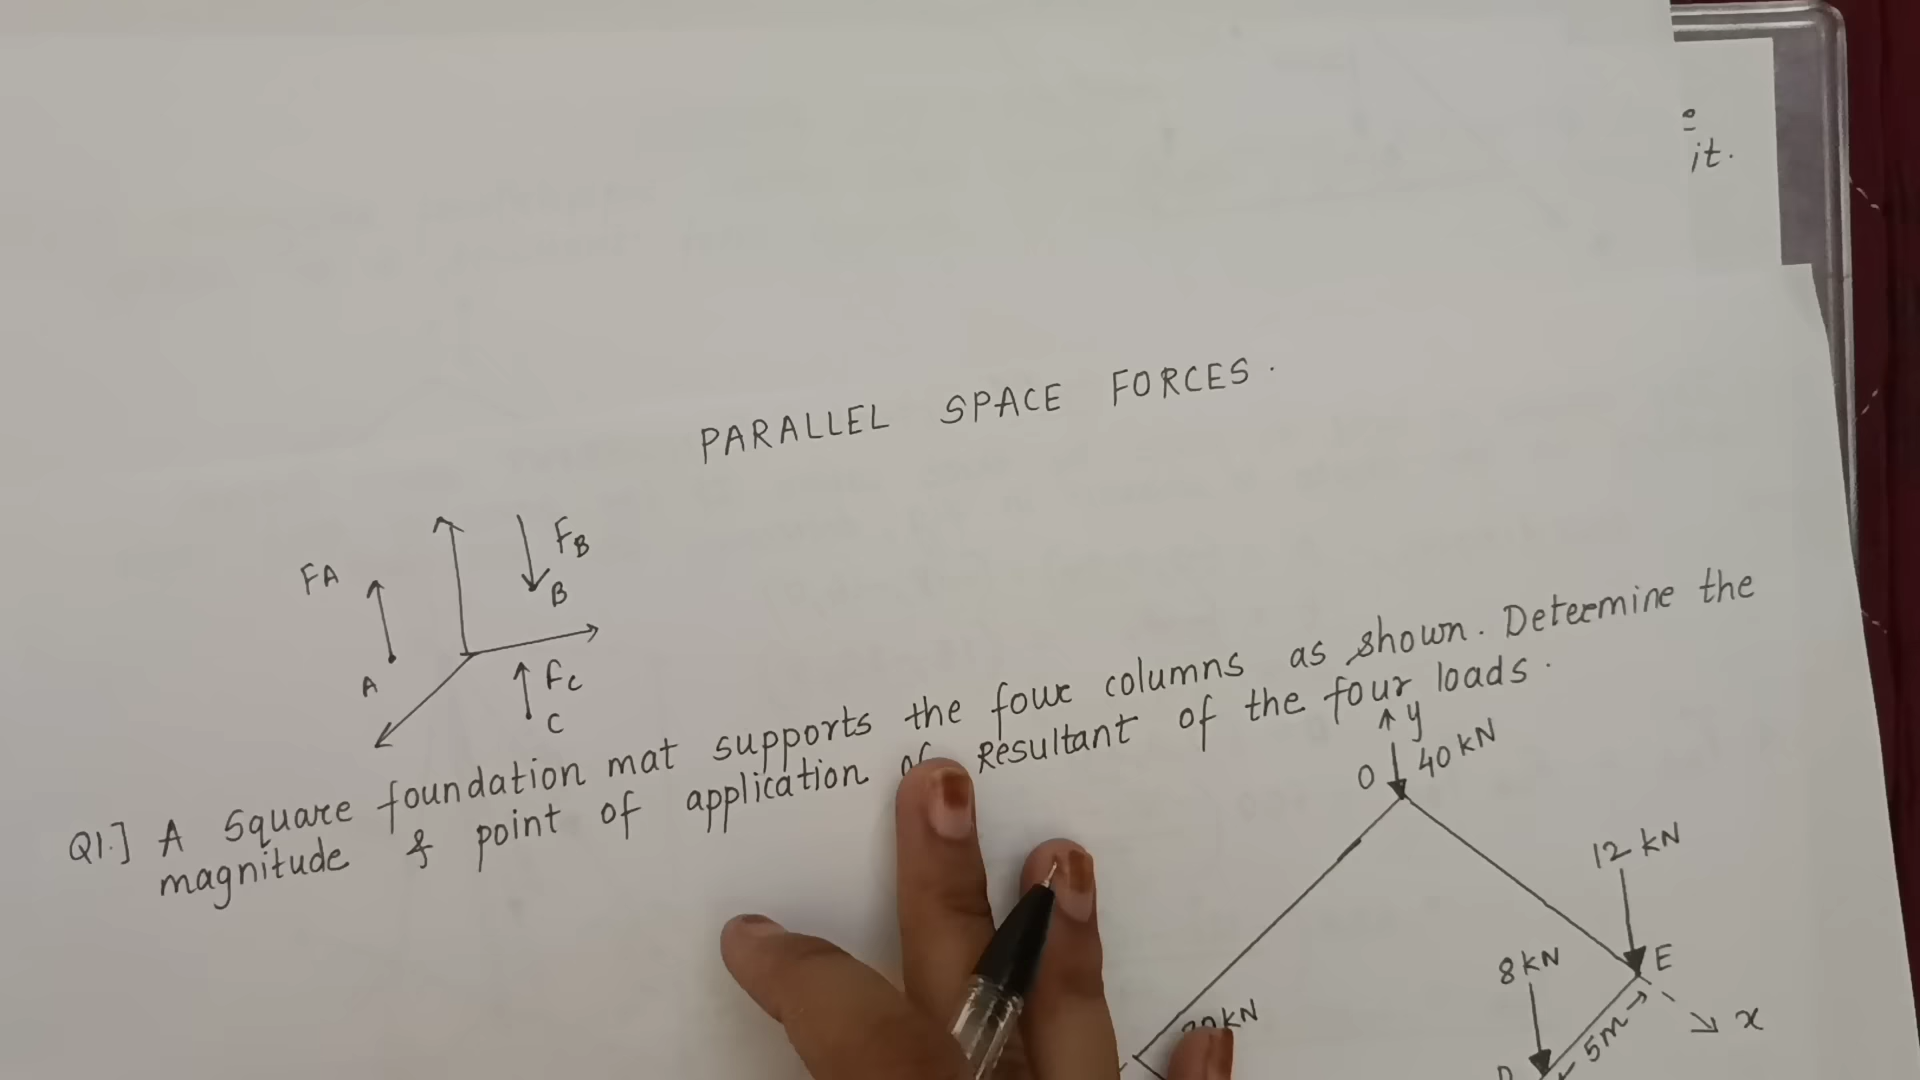 it.
PARALLEL SPACE FORCES.
FA
FB
B
A
Fc
C
Q1.] A Square foundation mat supports the four columns as shown. Determine the
magnitude & point of application of Resultant of the four loads.
y
O 40 kN
12 kN
E
8 kN
5m
x
D